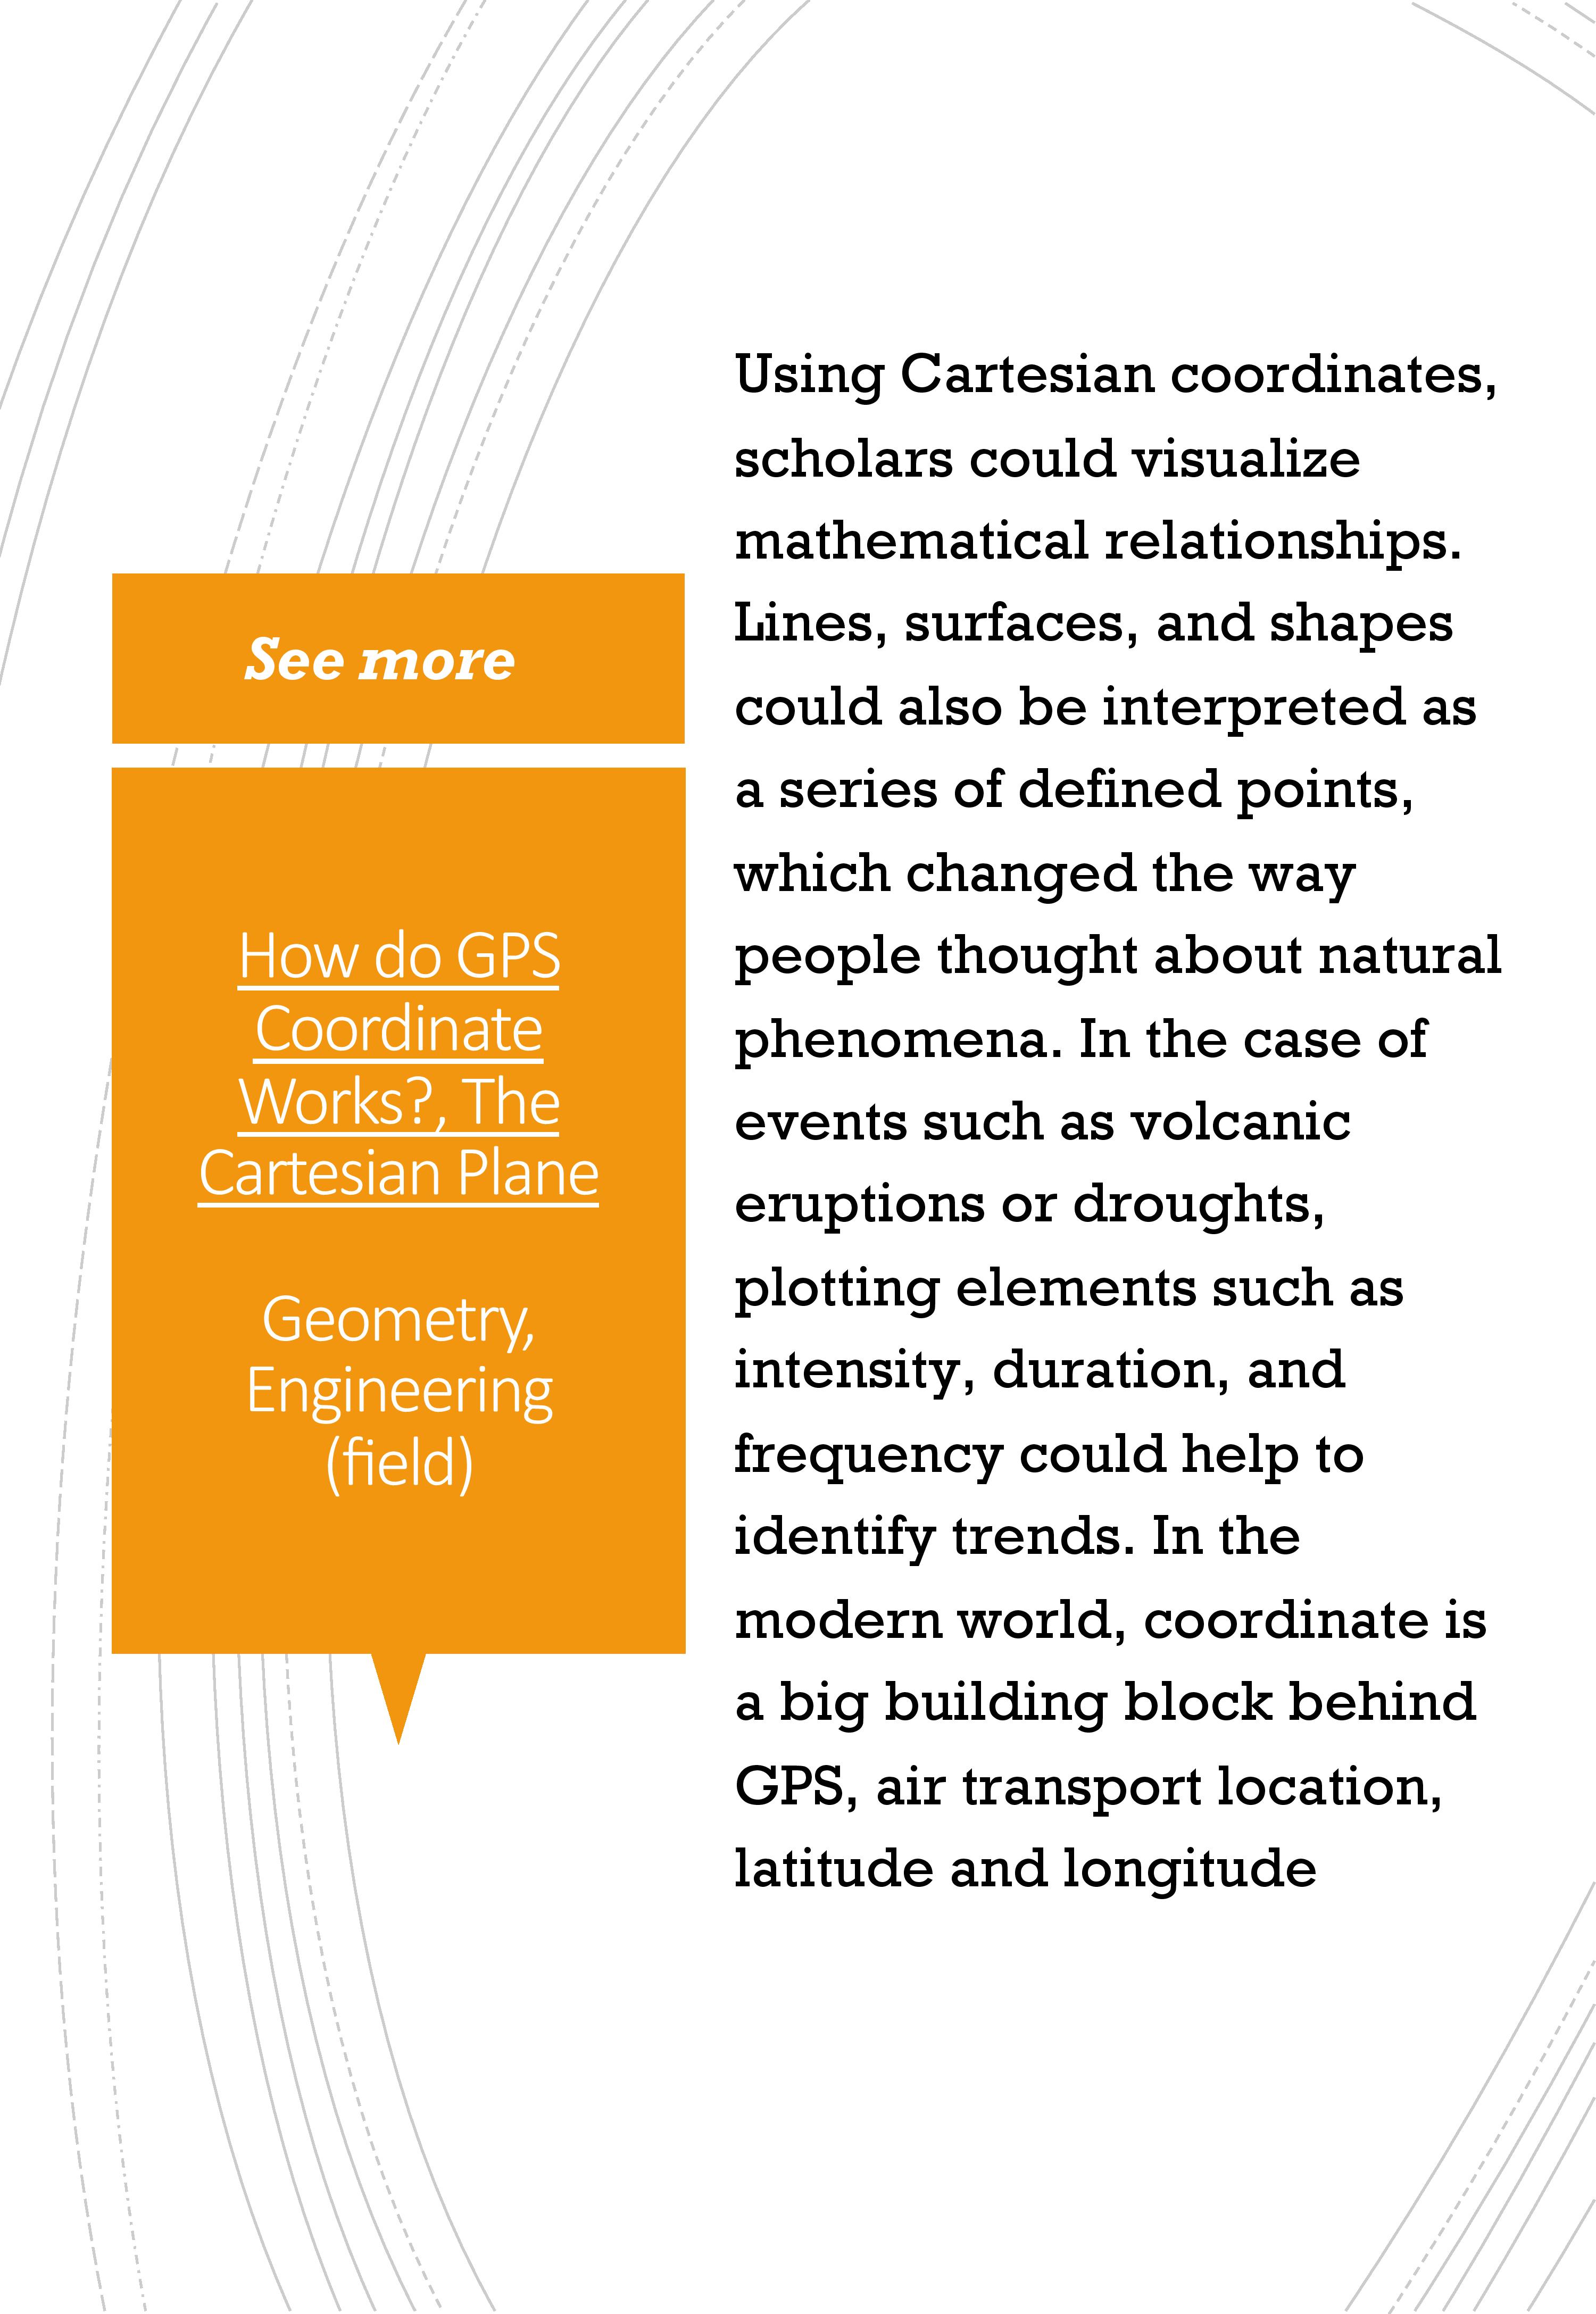 See more
How do GPS
Coordinate
Works?, The
Cartesian Plane
Geometry,
Engineering
(field)
Using Cartesian coordinates,
scholars could visualize
mathematical relationships.
Lines, surfaces, and shapes
could also be interpreted as
a series of defined points,
which changed the way
people thought about natural
phenomena. In the case of
events such as volcanic
eruptions or droughts,
plotting elements such as
intensity, duration, and
frequency could help to
identify trends. In the
modern world, coordinate is
a big building block behind
GPS, air transport location,
latitude and longitude